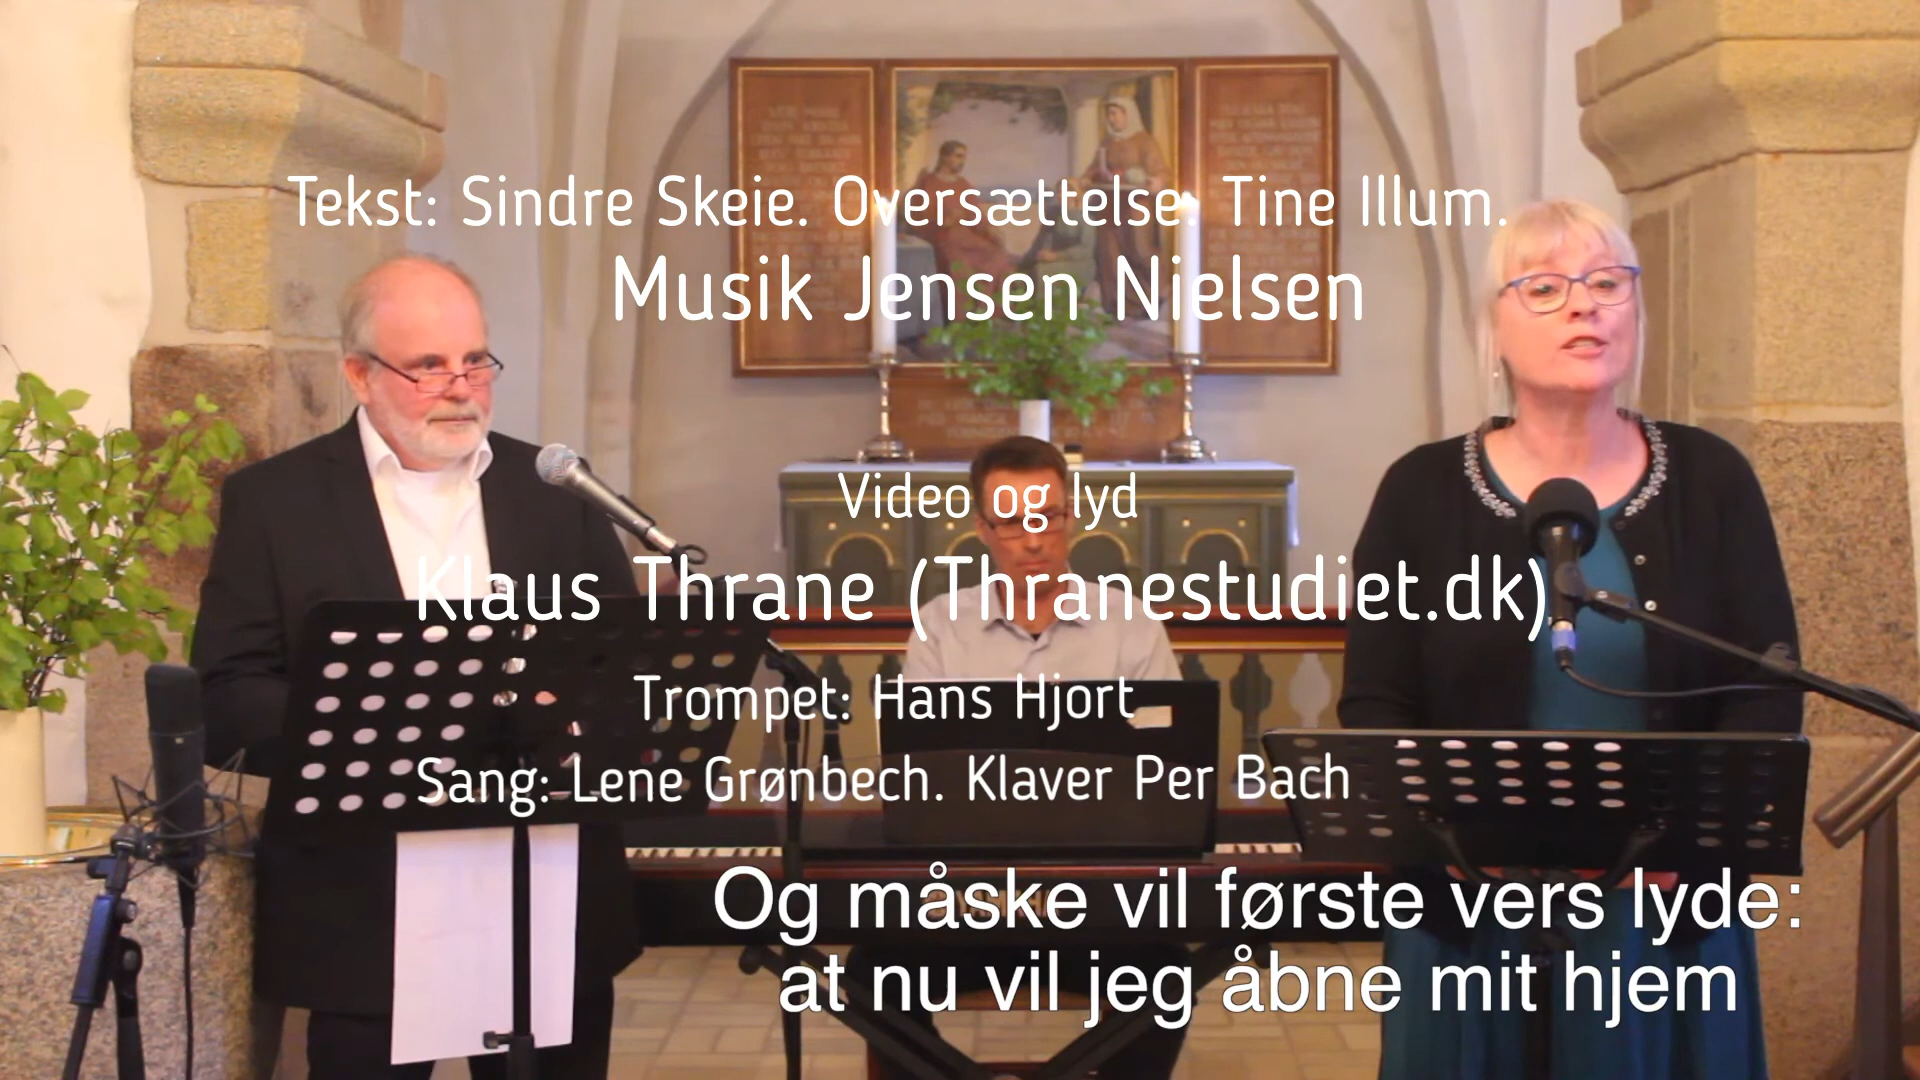 Tekst: Sindre Skeie. Oversættelse: Tine Illum.
Musik Jensen Nielsen
Video og lyd
Klaus Thrane (Thranestudiet.dk)
Trompet: Hans Hjort
Sang: Lene Grønbech. Klaver Per Bach
Og måske vil første vers lyde:
at nu vil jeg åbne mit hjem